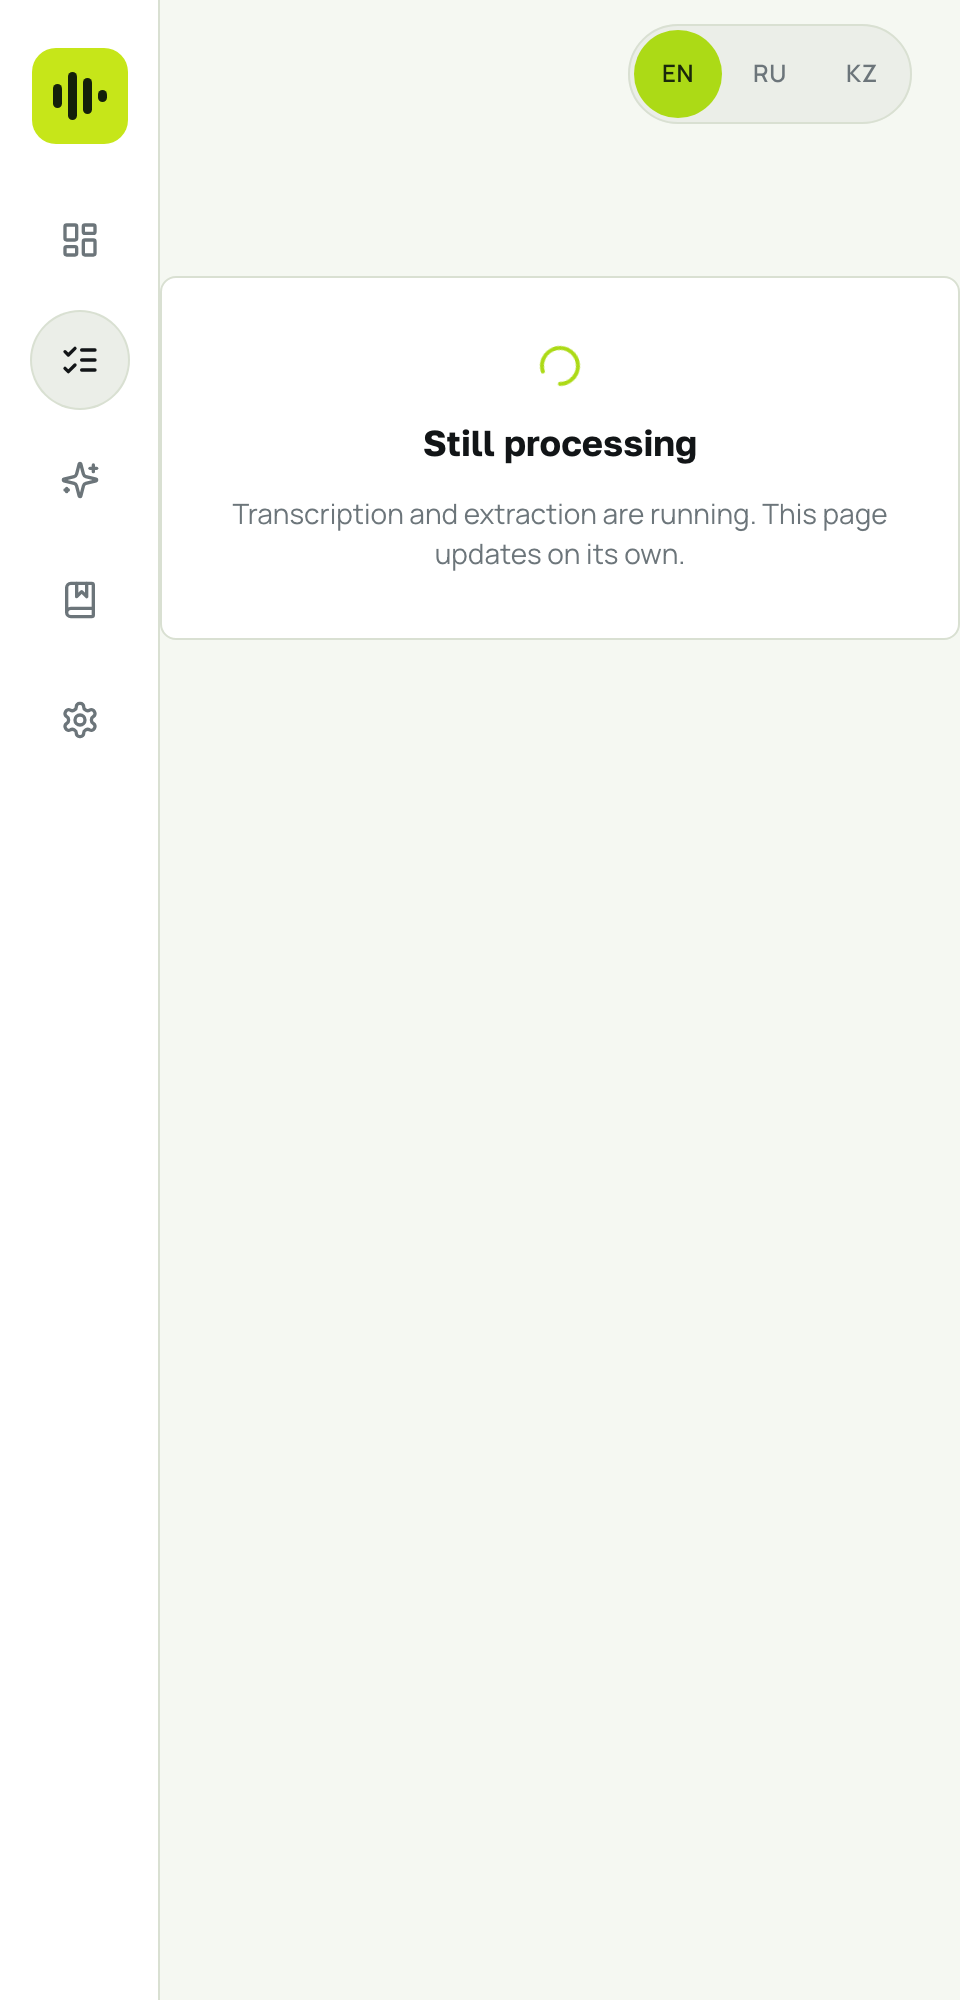 EN RU KZ
Still processing
Transcription and extraction are running. This page
updates on its own.